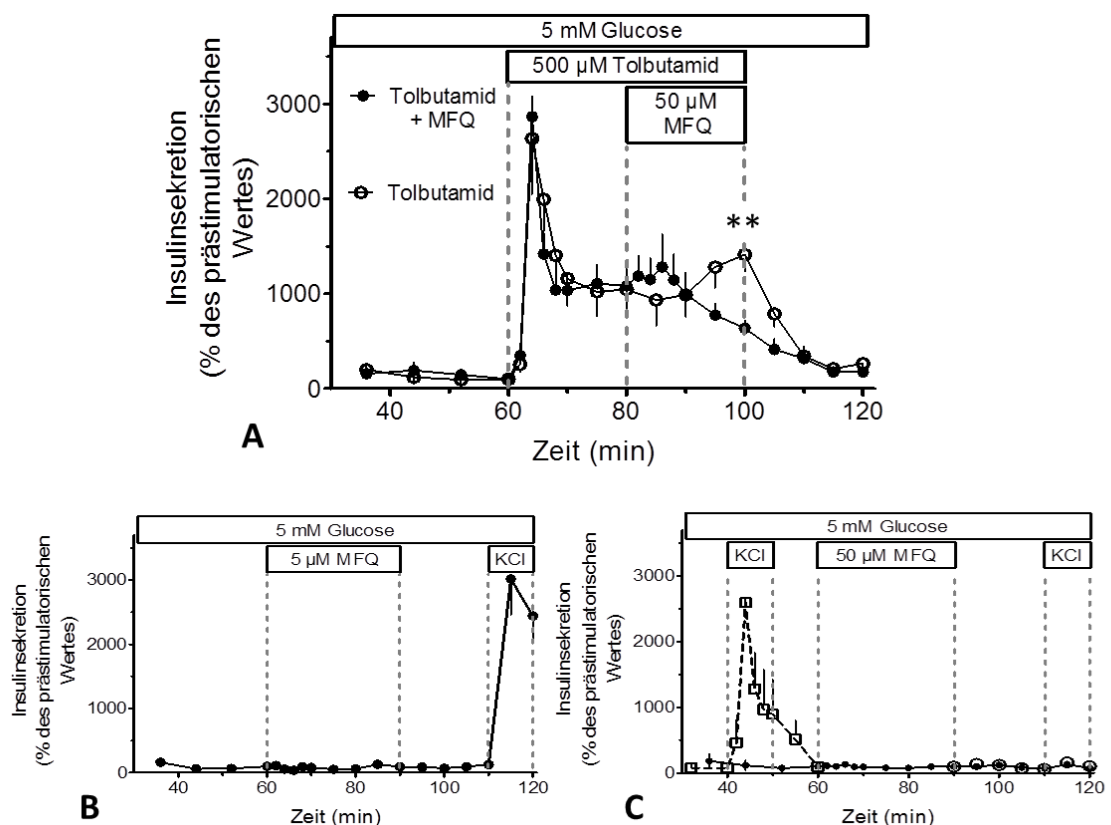 5 mM Glucose
500 µM Tolbutamid
50 µM
MFQ
Tolbutamid
+ MFQ
Tolbutamid
**
3000
2000
1000
0
40 60 80 100 120
Insulinsekretion
(% des prästimulatorischen
Wertes)
Zeit (min)
A
5 mM Glucose
5 µM MFQ
KCl
3000
2000
1000
0
40 60 80 100 120
Insulinsekretion
(% des prästimulatorischen
Wertes)
Zeit (min)
B
5 mM Glucose
KCl
50 µM MFQ
KCl
3000
2000
1000
0
40 60 80 100 120
Insulinsekretion
(% des prästimulatorischen
Wertes)
Zeit (min)
C